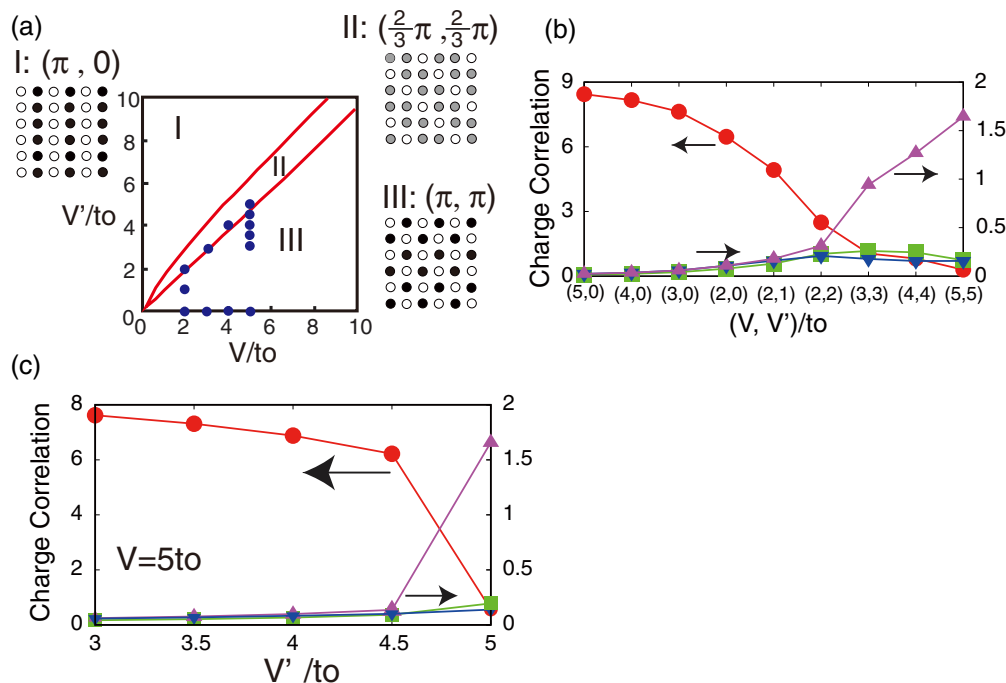 (a)
I: (π , 0)
II: (2/3 π , 2/3 π)
III: (π, π)
10
8
6
4
2
0
V'/to
I
II
III
0 2 4 6 8 10
V/to
(b)
9
6
3
0
Charge Correlation
2
1.5
1
0.5
0
(5,0) (4,0) (3,0) (2,0) (2,1) (2,2) (3,3) (4,4) (5,5)
(V, V')/to
(c)
8
6
4
2
0
Charge Correlation
V=5to
2
1.5
1
0.5
0
3 3.5 4 4.5 5
V' /to